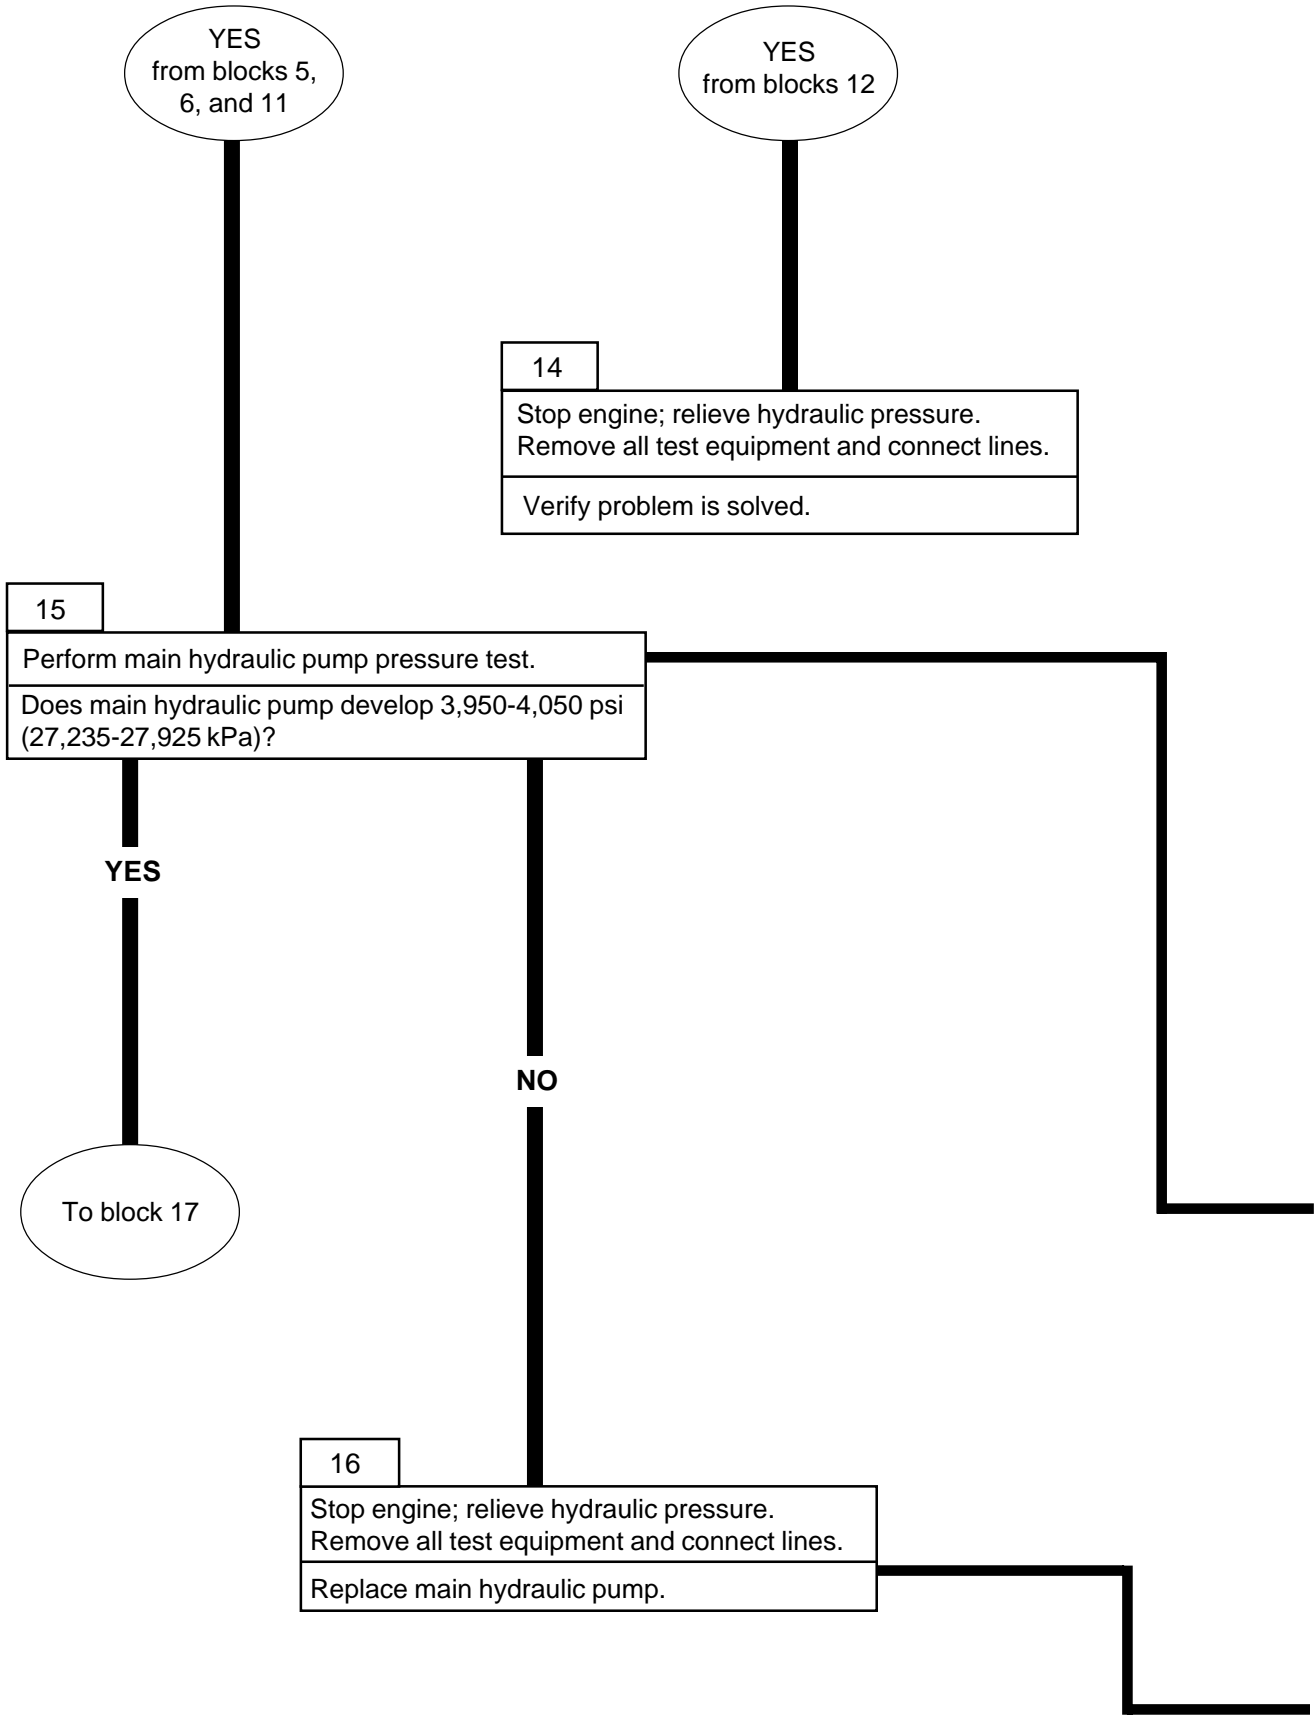 YES
from blocks 5,
6, and 11
YES
from blocks 12
14
Stop engine; relieve hydraulic pressure.
Remove all test equipment and connect lines.
Verify problem is solved.
15
Perform main hydraulic pump pressure test.
Does main hydraulic pump develop 3,950-4,050 psi
(27,235-27,925 kPa)?
YES
NO
To block 17
16
Stop engine; relieve hydraulic pressure.
Remove all test equipment and connect lines.
Replace main hydraulic pump.